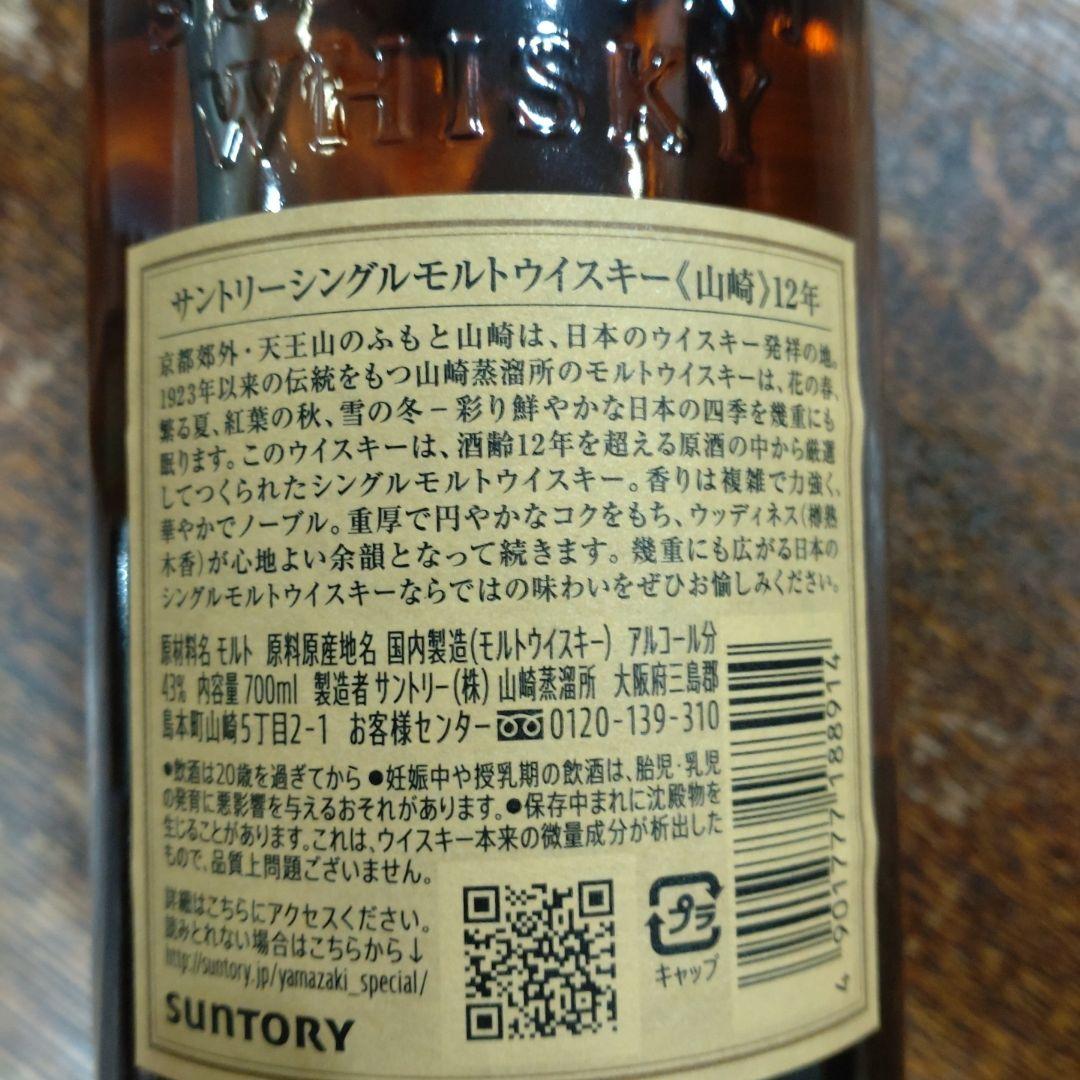 WHISKY
サントリーシングルモルトウイスキー《山崎》12年
京都郊外・天王山のふもと山崎は、日本のウイスキー発祥の地。
1923年以来の伝統をもつ山崎蒸溜所のモルトウイスキーは、花の春、
繁る夏、紅葉の秋、雪の冬−彩り鮮やかな日本の四季を幾重にも
眠ります。このウイスキーは、酒齢12年を超える原酒の中から厳選
してつくられたシングルモルトウイスキー。香りは複雑で力強く、
華やかでノーブル。重厚で円やかなコクをもち、ウッディネス(樽熟
木香)が心地よい余韻となって続きます。幾重にも広がる日本の
シングルモルトウイスキーならではの味わいをぜひお愉しみください。
原材料名 モルト 原料原産地名 国内製造(モルトウイスキー) アルコール分
43% 内容量 700ml 製造者 サントリー(株) 山崎蒸溜所 大阪府三島郡
島本町山崎5丁目2-1 お客様センター 0120-139-310
●飲酒は20歳を過ぎてから ●妊娠中や授乳期の飲酒は、胎児・乳児
の発育に悪影響を与えるおそれがあります。●保存中まれに沈殿物を
生じることがあります。これは、ウイスキー本来の微量成分が析出した
もので、品質上問題ございません。
詳細はこちらにアクセスください。
読みとれない場合はこちらから↓
http://suntory.jp/yamazaki_special/
SUNTORY
プラ
キャップ
4 901777 188914